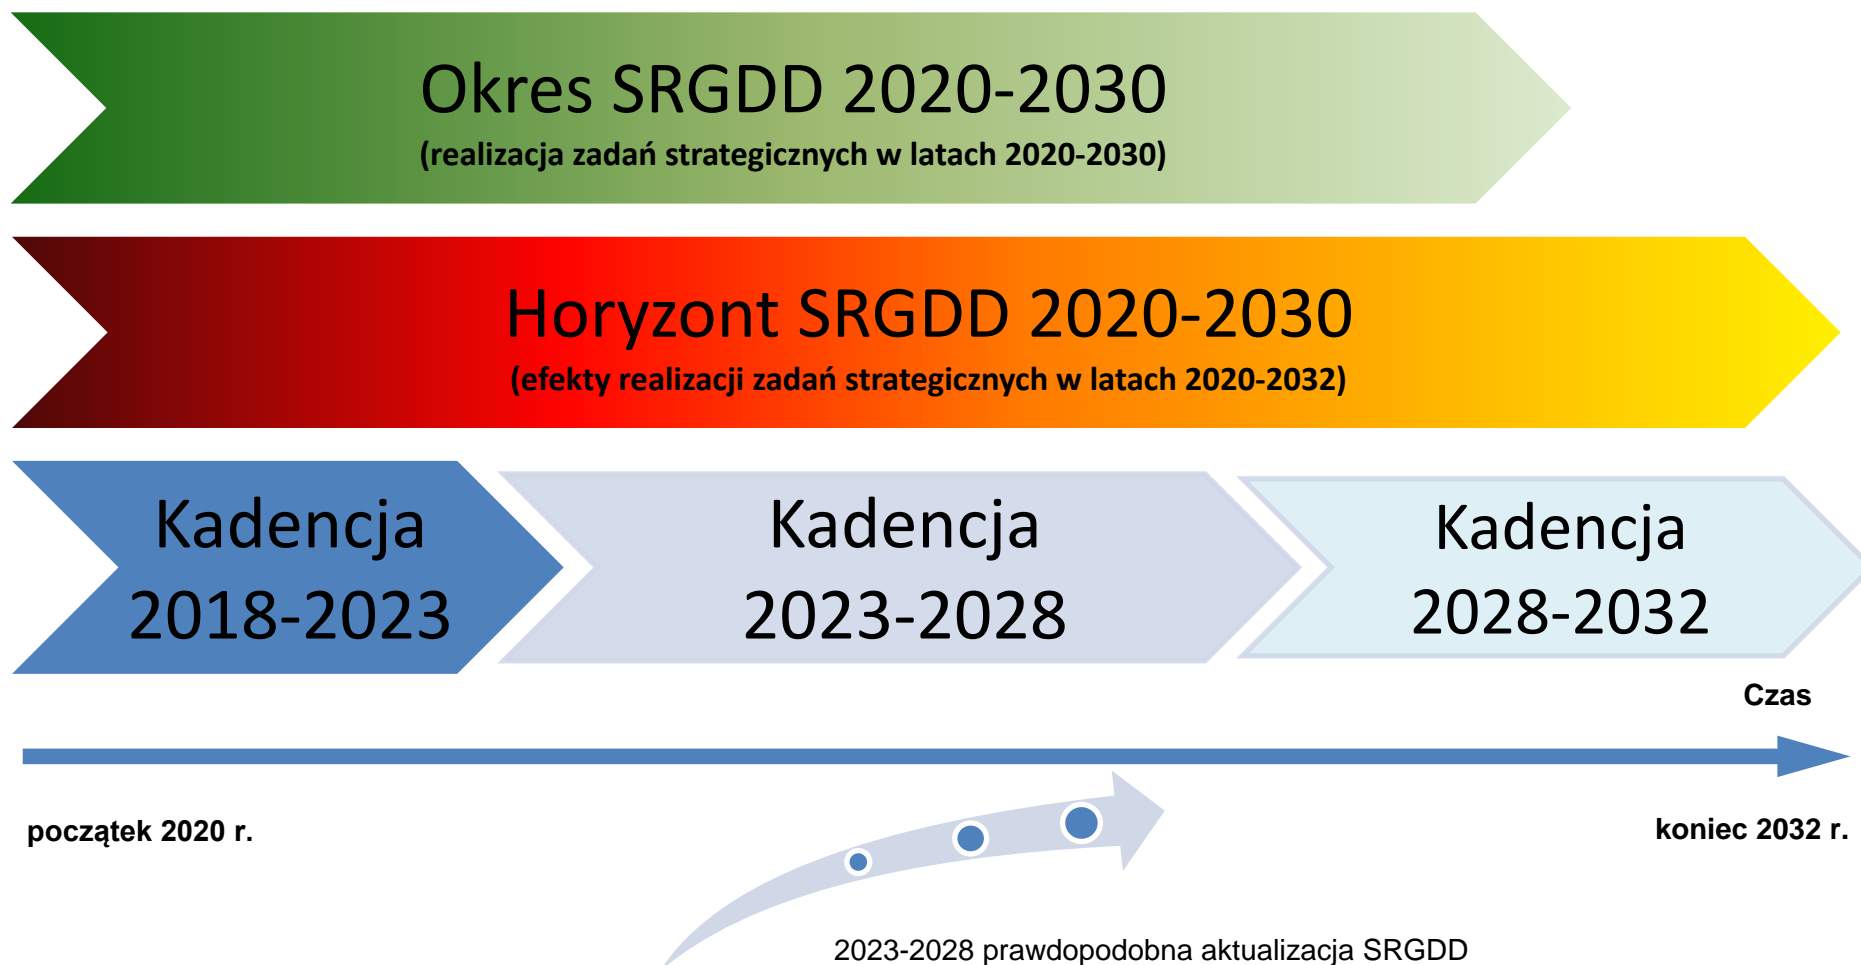 Okres SRGDD 2020-2030
(realizacja zadań strategicznych w latach 2020-2030)
Horyzont SRGDD 2020-2030
(efekty realizacji zadań strategicznych w latach 2020-2032)
Kadencja
2018-2023
Kadencja
2023-2028
Kadencja
2028-2032
Czas
początek 2020 r.
koniec 2032 r.
2023-2028 prawdopodobna aktualizacja SRGDD